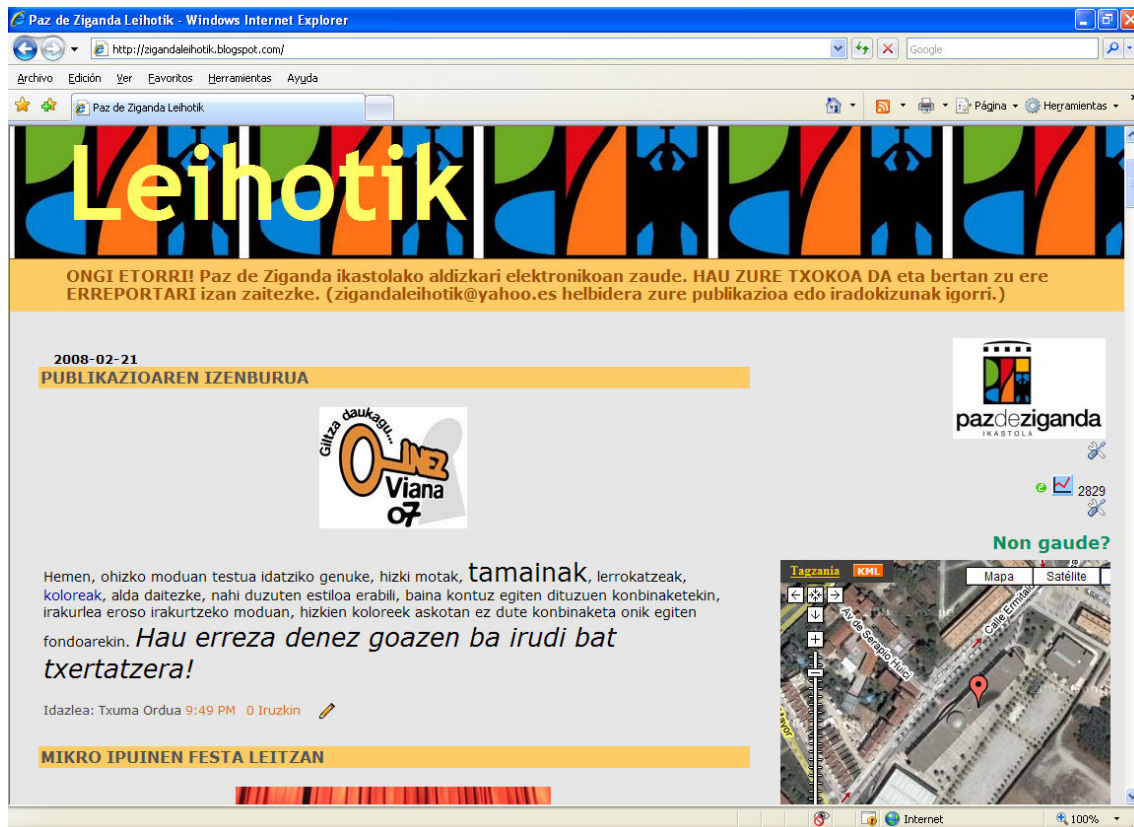 Paz de Ziganda Leihotik - Windows Internet Explorer
http://zigandaleihotik.blogspot.com/
Google
Archivo Edición Ver Favoritos Herramientas Ayuda
Paz de Ziganda Leihotik
Página Herramientas
Leihotik
ONGI ETORRI! Paz de Ziganda ikastolako aldizkari elektronikoan zaude. HAU ZURE TXOKOA DA eta bertan zu ere
ERREPORTARI izan zaitezke. (zigandaleihotik@yahoo.es helbidera zure publikazioa edo iradokizunak igorri.)
2008-02-21
PUBLIKAZIOAREN IZENBURUA
Giltza daukagu...
OINEZ
Viana
07
Hemen, ohizko moduan testua idatziko genuke, hizki motak, tamainak, lerrokatzeak,
koloreak, alda daitezke, nahi duzuten estiloa erabili, baina kontuz egiten dituzuen konbinaketekin,
irakurlea eroso irakurtzeko moduan, hizkien koloreek askotan ez dute konbinaketa onik egiten
fondoarekin. Hau erreza denez goazen ba irudi bat
txertatzera!
Idazlea: Txuma Ordua 9:49 PM 0 Iruzkin
MIKRO IPUINEN FESTA LEITZAN
pazdeziganda
IKASTOLA
2829
Non gaude?
Tagzania KML
Mapa Satélite
Calle Ermitaño
Av de Serapio Huici
Mayor
Internet
100%